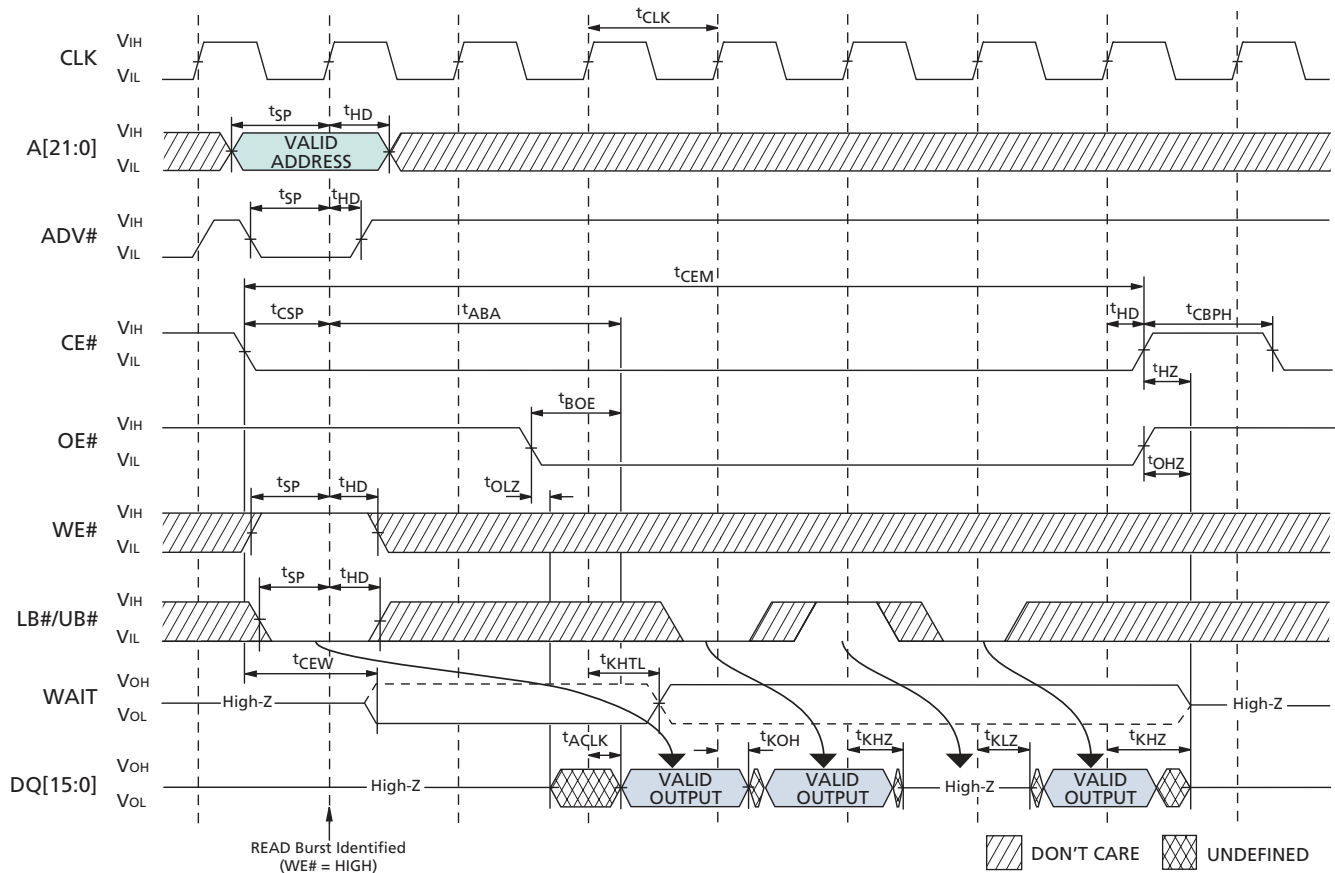 tCLK
CLK VIH
VIL
tSP tHD
A[21:0] VIH
VIL
VALID
ADDRESS
tSP tHD
ADV# VIH
VIL
tCEM
tCSP tABA tHD tCBPH
CE# VIH
VIL
tHZ
tBOE
OE# VIH
VIL
tOHZ
tOLZ
tSP tHD
WE# VIH
VIL
tSP tHD
LB#/UB# VIH
VIL
tCEW tKHTL
WAIT VOH
VOL
High-Z High-Z
tACLK tKOH tKHZ tKLZ tKHZ
DQ[15:0] VOH
VOL
High-Z
VALID
OUTPUT
VALID
OUTPUT
High-Z
VALID
OUTPUT
READ Burst Identified
(WE# = HIGH)
DON'T CARE UNDEFINED